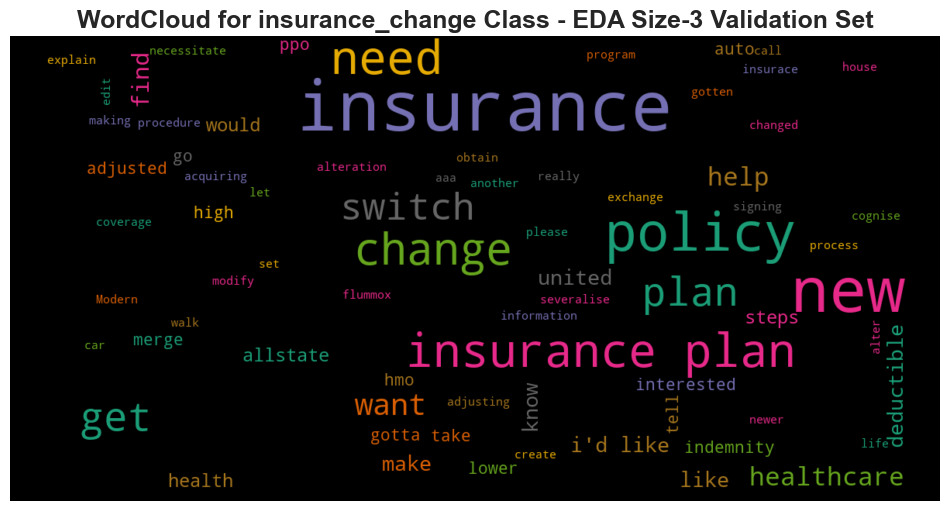 WordCloud for insurance_change Class - EDA Size-3 Validation Set
explain
necessitate
ppo
need
program
auto
call
insurace
house
edit
find
insurance
gotten
making
procedure
would
changed
adjusted
go
acquiring
alteration
obtain
aaa
another
really
help
let
exchange
signing
cognise
high
switch
policy
coverage
please
process
change
set
modify
united
plan
new
Modern
flummox
severalise
information
steps
walk
car
merge
allstate
insurance plan
alter
deductible
hmo
interested
get
want
adjusting
know
tell
newer
gotta
take
i'd like
indemnity
life
make
lower
create
health
like
healthcare